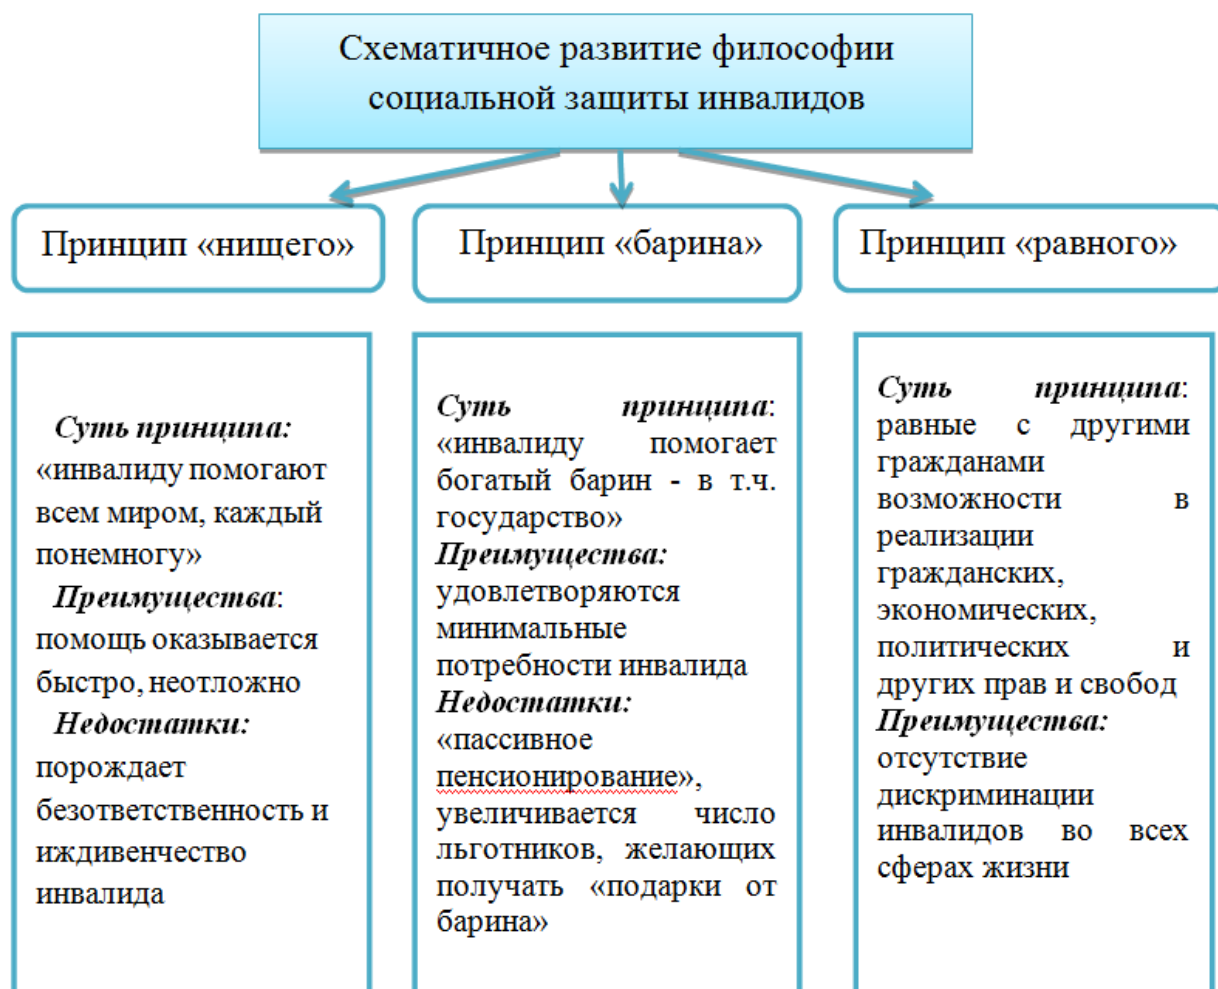 Схематичное развитие философии
социальной защиты инвалидов
Принцип «нищего»
Принцип «барина»
Принцип «равного»
Суть принципа:
«инвалиду помогают
всем миром, каждый
понемногу»
Преимущества:
помощь оказывается
быстро, неотложно
Недостатки:
порождает
безответственность и
иждивенчество
инвалида
Суть принципа:
«инвалиду помогает
богатый барин - в т.ч.
государство»
Преимущества:
удовлетворяются
минимальные
потребности инвалида
Недостатки:
«пассивное
пенсионирование»,
увеличивается число
льготников, желающих
получать «подарки от
барина»
Суть принципа:
равные с другими
гражданами
возможности в
реализации
гражданских,
экономических,
политических и
других прав и свобод
Преимущества:
отсутствие
дискриминации
инвалидов во всех
сферах жизни